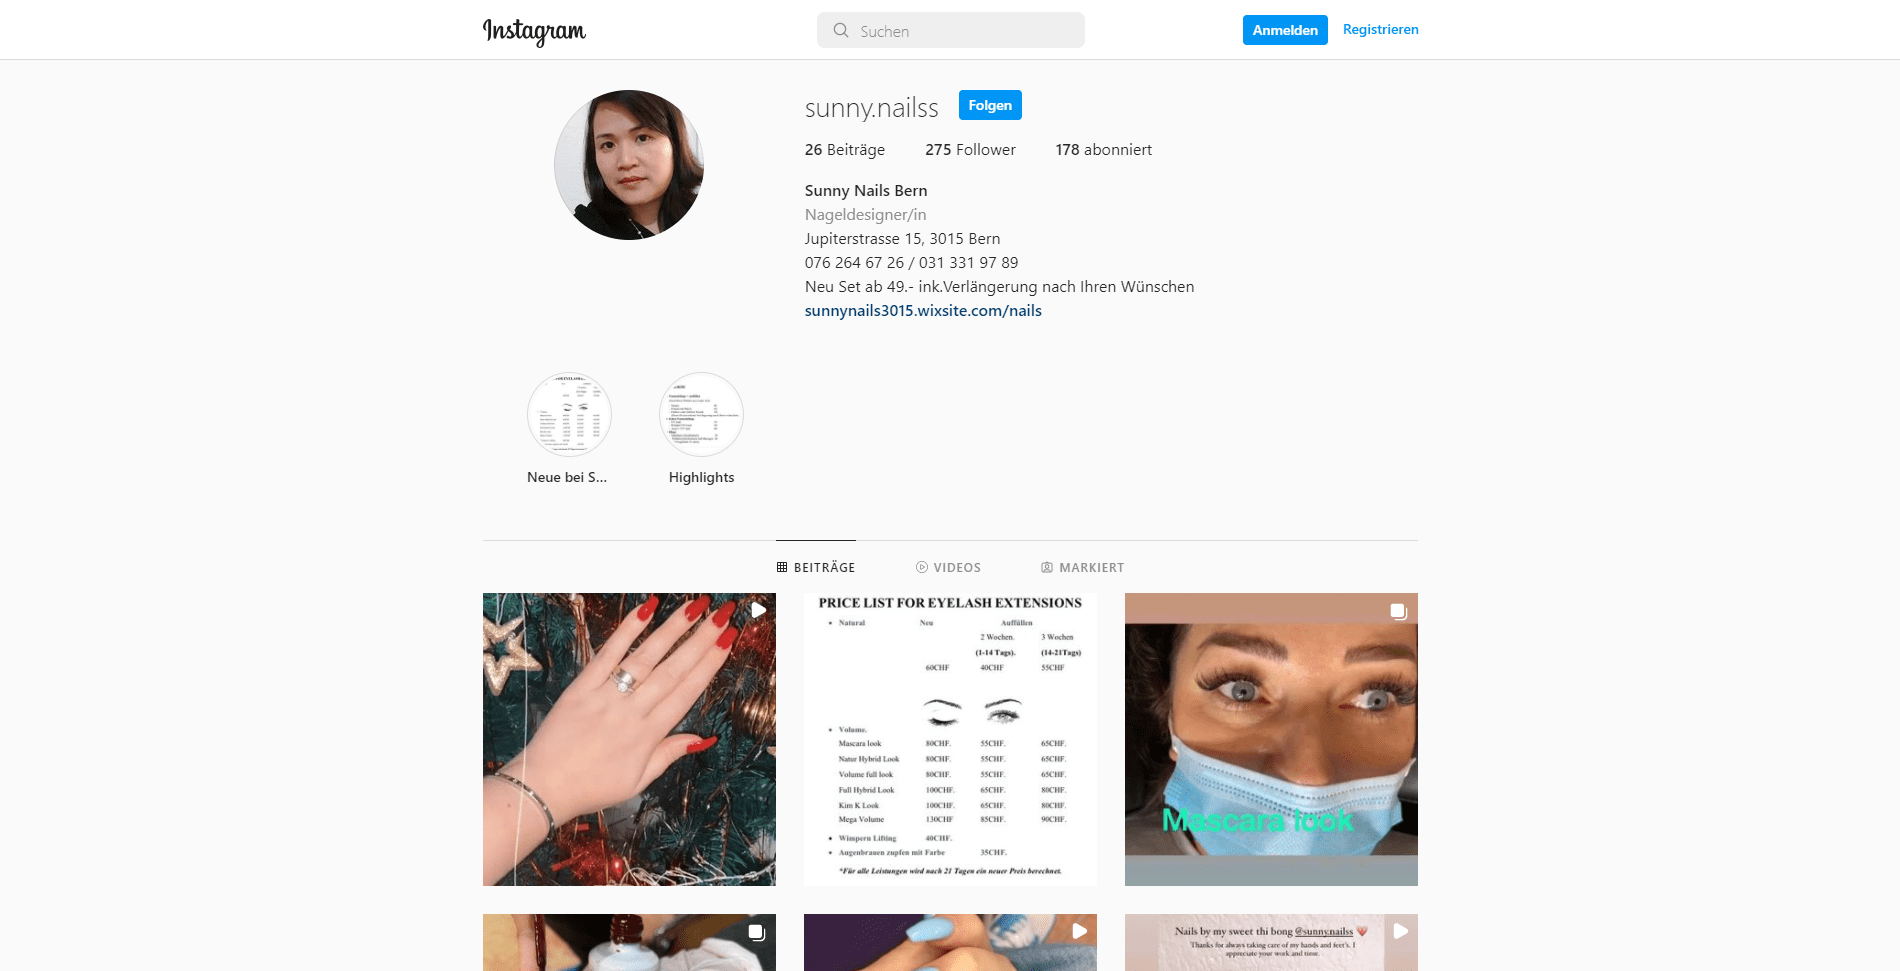 Instagram
Suchen
Anmelden
Registrieren
sunny.nailss
Folgen
26 Beiträge
275 Follower
178 abonniert
Sunny Nails Bern
Nageldesigner/in
Jupiterstrasse 15, 3015 Bern
076 264 67 26 / 031 331 97 89
Neu Set ab 49.- ink.Verlängerung nach Ihren Wünschen
sunnynails3015.wixsite.com/nails
Neue bei S...
Highlights
BEITRÄGE
VIDEOS
MARKIERT
PRICE LIST FOR EYELASH EXTENSIONS
• Natural Neu Auffüllen
2 Wochen. 3 Wochen
(1-14 Tags). (14-21Tags)
60CHF 40CHF 55CHF
• Volume.
Mascara look 80CHF. 55CHF. 65CHF.
Natur Hybrid Look 80CHF. 55CHF. 65CHF.
Volume full look 80CHF. 55CHF. 65CHF.
Full Hybrid Look 100CHF. 65CHF. 80CHF.
Kim K Look 100CHF. 65CHF. 80CHF.
Mega Volume 130CHF 85CHF. 90CHF.
• Wimpern Lifting 40CHF.
• Augenbrauen zupfen mit Farbe 35CHF.
*Für alle Leistungen wird nach 21 Tagen ein neuer Preis berechnet.
Mascara look
Nails by my sweet thi bong @sunny.nailss
Thanks for always taking care of my hands and feet's. I
appreciate your work and time.